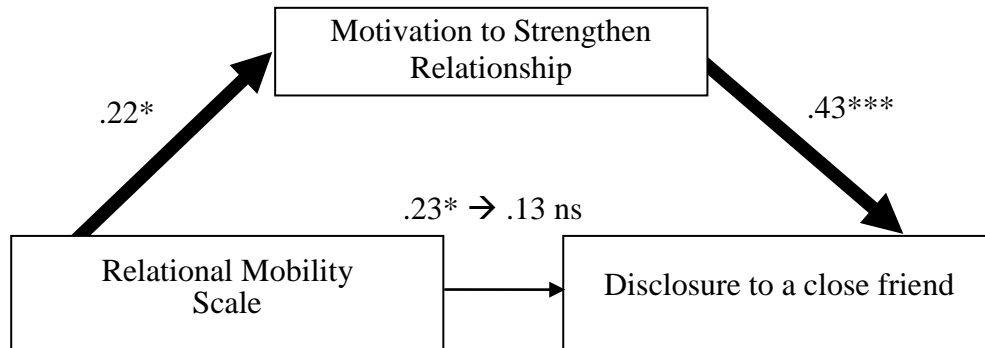 Motivation to Strengthen
Relationship
.22*
.43***
.23* → .13 ns
Relational Mobility
Scale
Disclosure to a close friend